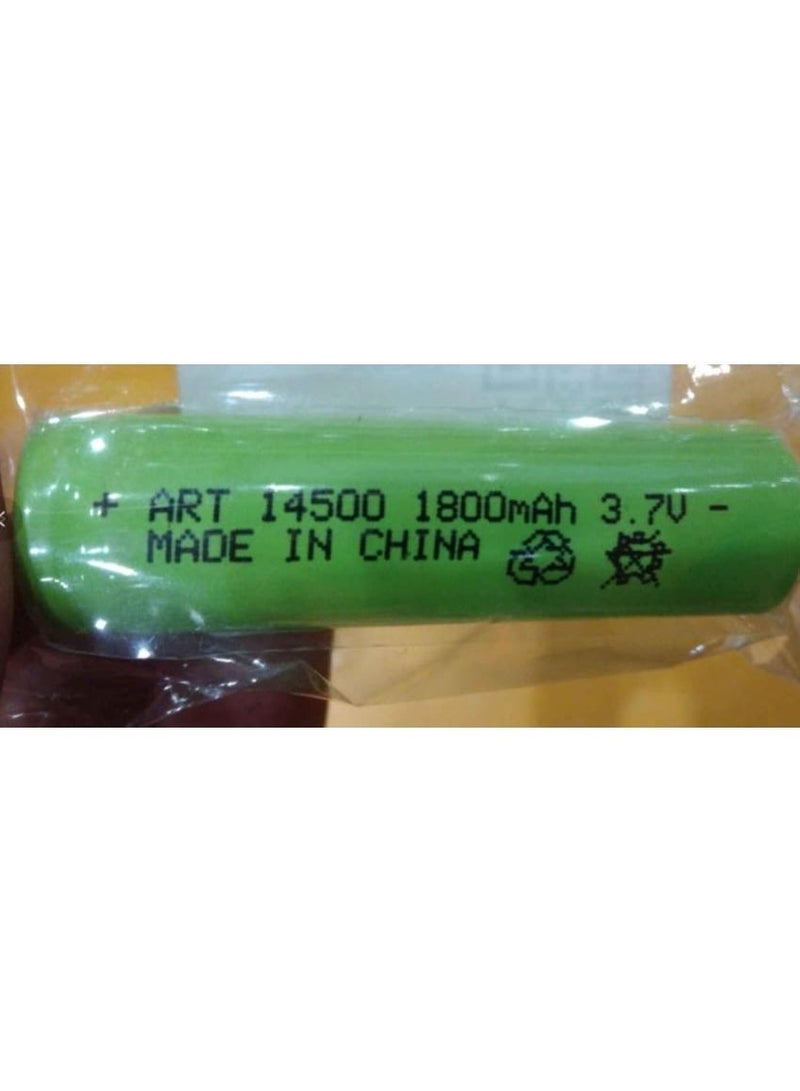 + ART 14500 1800mAh 3.7V -
MADE IN CHINA